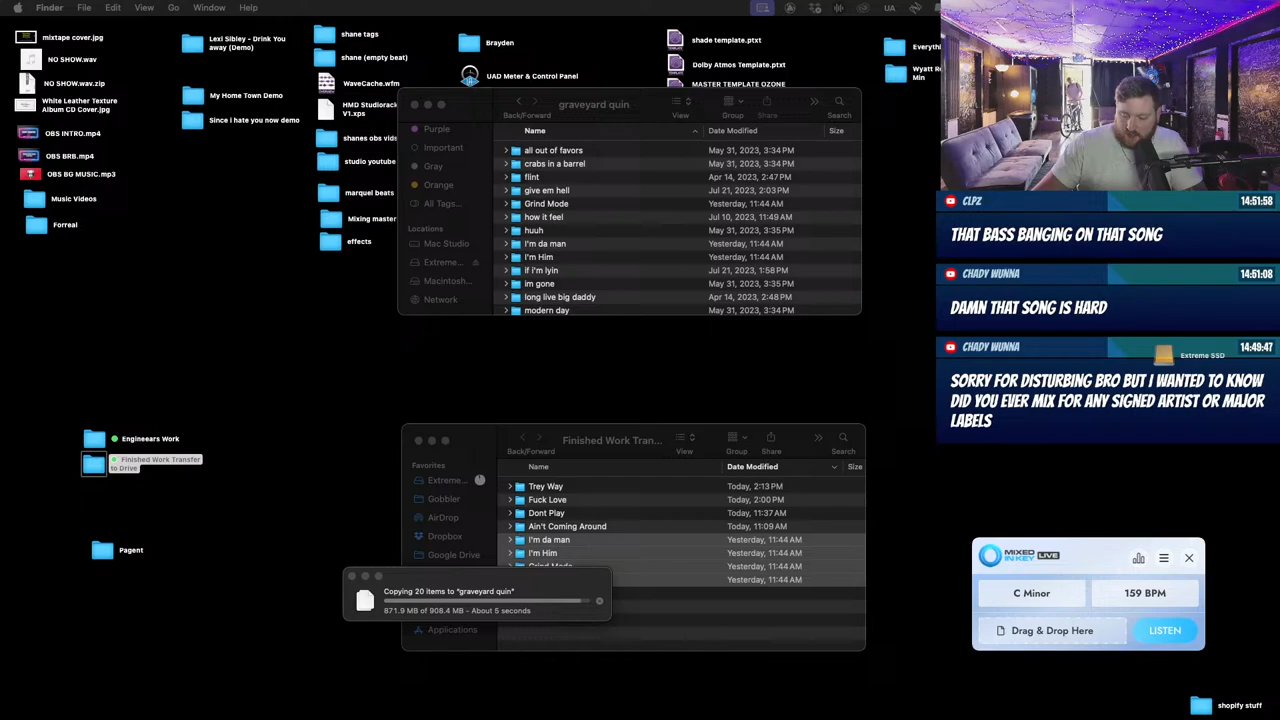 Finder File Edit View Go Window Help
UA
mixtape cover.jpg
NO SHOW.wav
NO SHOW.wav.zip
White Leather Texture
Album CD Cover.jpg
OBS INTRO.mp4
OBS BRB.mp4
OBS BG MUSIC.mp3
Music Videos
Forreal
Lexi Sibley - Drink You
away (Demo)
My Home Town Demo
Since i hate you now demo
shane tags
shane (empty beat)
WaveCache.wfm
HMD Studiorack
V1.xps
shanes obs vids
studio youtube
marquel beats
Mixing master
effects
Brayden
UAD Meter & Control Panel
shade template.ptxt
Dolby Atmos Template.ptxt
MASTER TEMPLATE OZONE
Everythi
Wyatt R
Min
graveyard quin
Back/Forward View Group Share Search
Purple
Important
Gray
Orange
All Tags...
Locations
Mac Studio
Extreme...
Macintosh...
Network
Name Date Modified Size
all out of favors May 31, 2023, 3:34 PM
crabs in a barrel May 31, 2023, 3:34 PM
flint Apr 14, 2023, 2:47 PM
give em hell Jul 21, 2023, 2:03 PM
Grind Mode Yesterday, 11:44 AM
how it feel Jul 10, 2023, 11:49 AM
huuh May 31, 2023, 3:35 PM
I'm da man Yesterday, 11:44 AM
I'm Him Yesterday, 11:44 AM
if i'm lyin Jul 21, 2023, 1:58 PM
im gone May 31, 2023, 3:35 PM
long live big daddy Apr 14, 2023, 2:48 PM
modern day May 31, 2023, 3:34 PM
CLPZ 14:51:58
THAT BASS BANGING ON THAT SONG
CHADY WUNNA 14:51:08
DAMN THAT SONG IS HARD
CHADY WUNNA 14:49:47
Extreme SSD
SORRY FOR DISTURBING BRO BUT I WANTED TO KNOW
DID YOU EVER MIX FOR ANY SIGNED ARTIST OR MAJOR
LABELS
Engineears Work
Finished Work Transfer
to Drive
Pagent
Finished Work Tran...
Back/Forward View Group Share Search
Favorites
Extreme...
Gobbler
AirDrop
Dropbox
Google Drive
Applications
Name Date Modified Size
Trey Way Today, 2:13 PM
Fuck Love Today, 2:00 PM
Dont Play Today, 11:37 AM
Ain't Coming Around Today, 11:09 AM
I'm da man Yesterday, 11:44 AM
I'm Him Yesterday, 11:44 AM
Grind Mode Yesterday, 11:44 AM
Yesterday, 11:44 AM
Copying 20 items to "graveyard quin"
871.9 MB of 908.4 MB - About 5 seconds
MIXED
IN KEY LIVE
C Minor 159 BPM
Drag & Drop Here LISTEN
shopify stuff